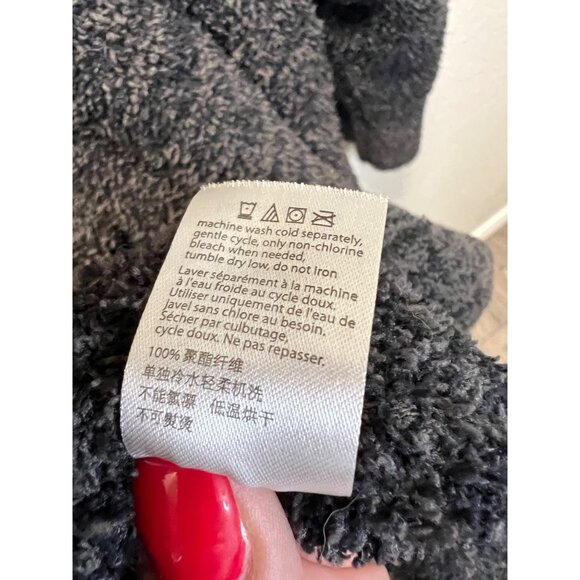 machine wash cold separately,
gentle cycle, only non-chlorine
bleach when needed,
tumble dry low, do not iron
Laver séparément à la machine
à l'eau froide au cycle doux.
Utiliser uniquement de l'eau de
javel sans chlore au besoin.
Sécher par culbutage,
cycle doux. Ne pas repasser.
100% 聚酯纤维
单独冷水轻柔机洗
不能氯漂 低温烘干
不可熨烫